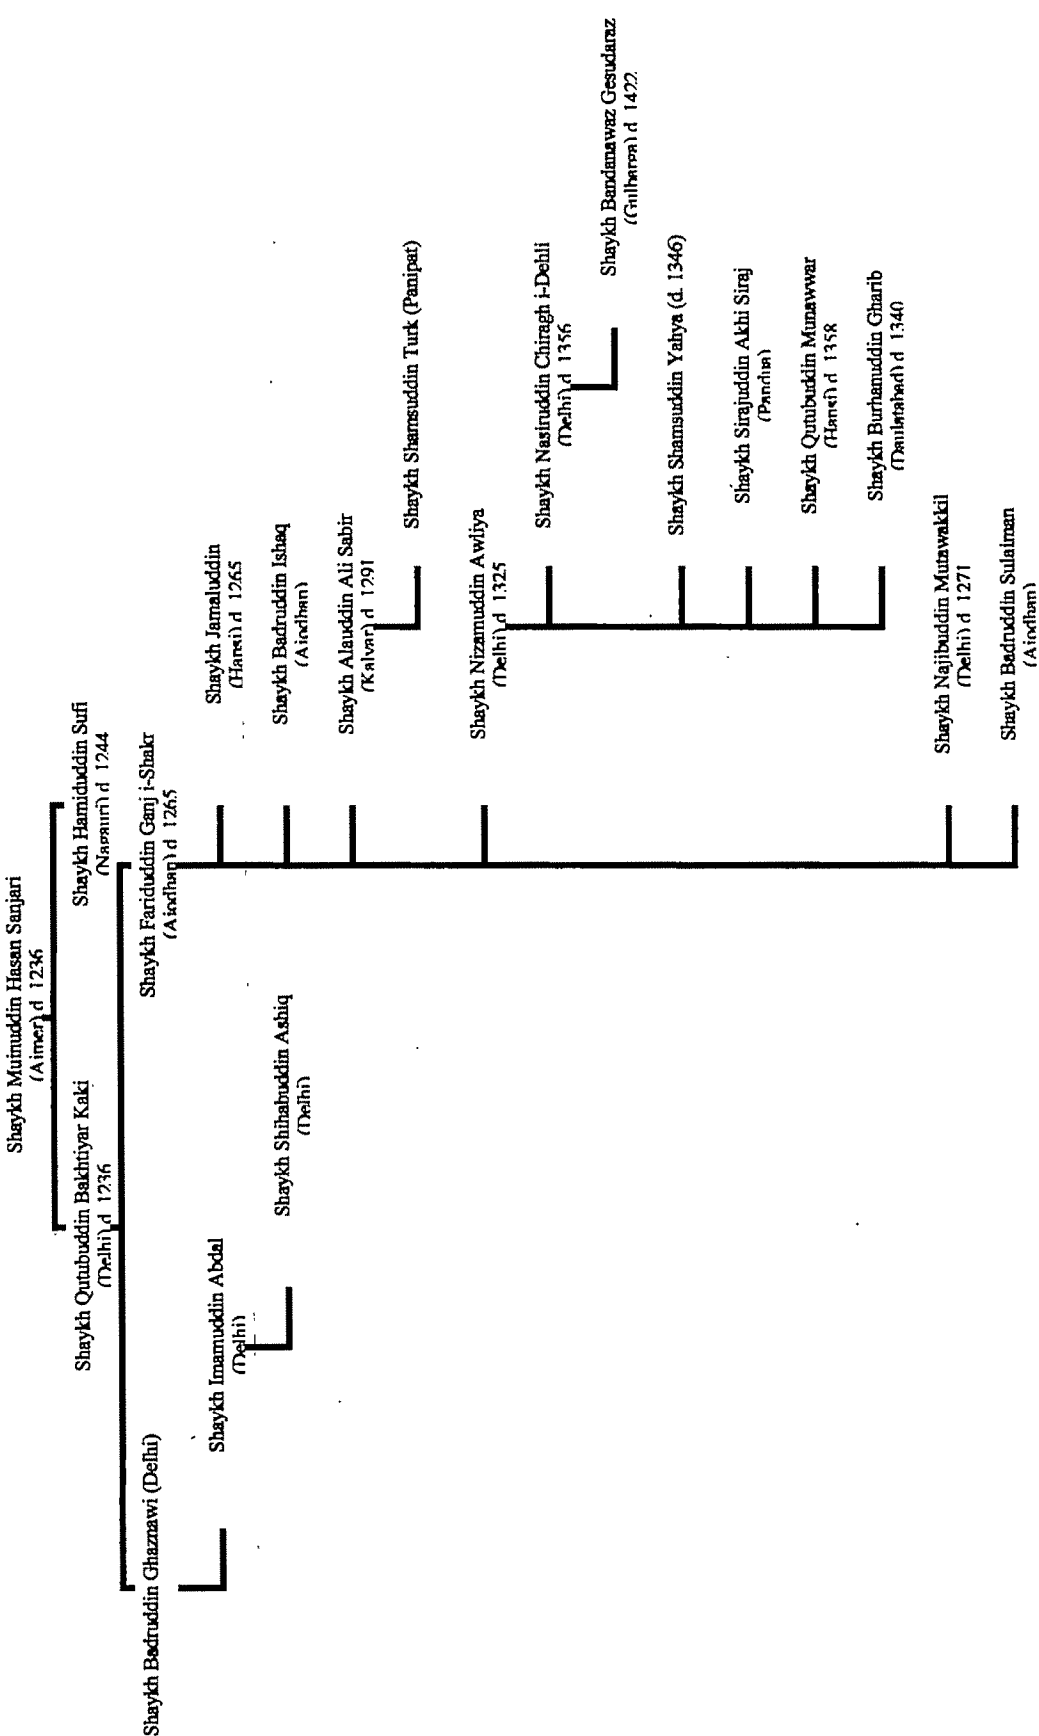 Shaykh Muinuddin Hasan Sanjari
(Ajmer) d 1236
Shaykh Qutubuddin Bakhtiyar Kaki
(Delhi) d 1236
Shaykh Hamiduddin Sufi
(Nagauri) d 1244
Shaykh Badruddin Ghaznawi (Delhi)
Shaykh Fariduddin Ganj i-Shakr
(Ajodhan) d 1265
Shaykh Imamuddin Abdal
(Delhi)
Shaykh Shihabuddin Ashiq
(Delhi)
Shaykh Jamaluddin
(Hansi) d 1265
Shaykh Badruddin Ishaq
(Ajodhan)
Shaykh Alauddin Ali Sabir
(Kalyar) d 1291
Shaykh Shamsuddin Turk (Panipat)
Shaykh Nizamuddin Awliya
(Delhi) d 1325
Shaykh Nasiruddin Chiragh i-Dehli
(Delhi) d 1356
Shaykh Bandanawaz Gesudaraz
(Gulbarga) d 1422
Shaykh Shamsuddin Yahya (d. 1346)
Shaykh Sirajuddin Akhi Siraj
(Pandua)
Shaykh Qutubuddin Munawwar
(Hansi) d 1358
Shaykh Burhanuddin Gharib
(Daulatabad) d 1340
Shaykh Najibuddin Mutawakkil
(Delhi) d 1271
Shaykh Badruddin Sulaiman
(Ajodhan)